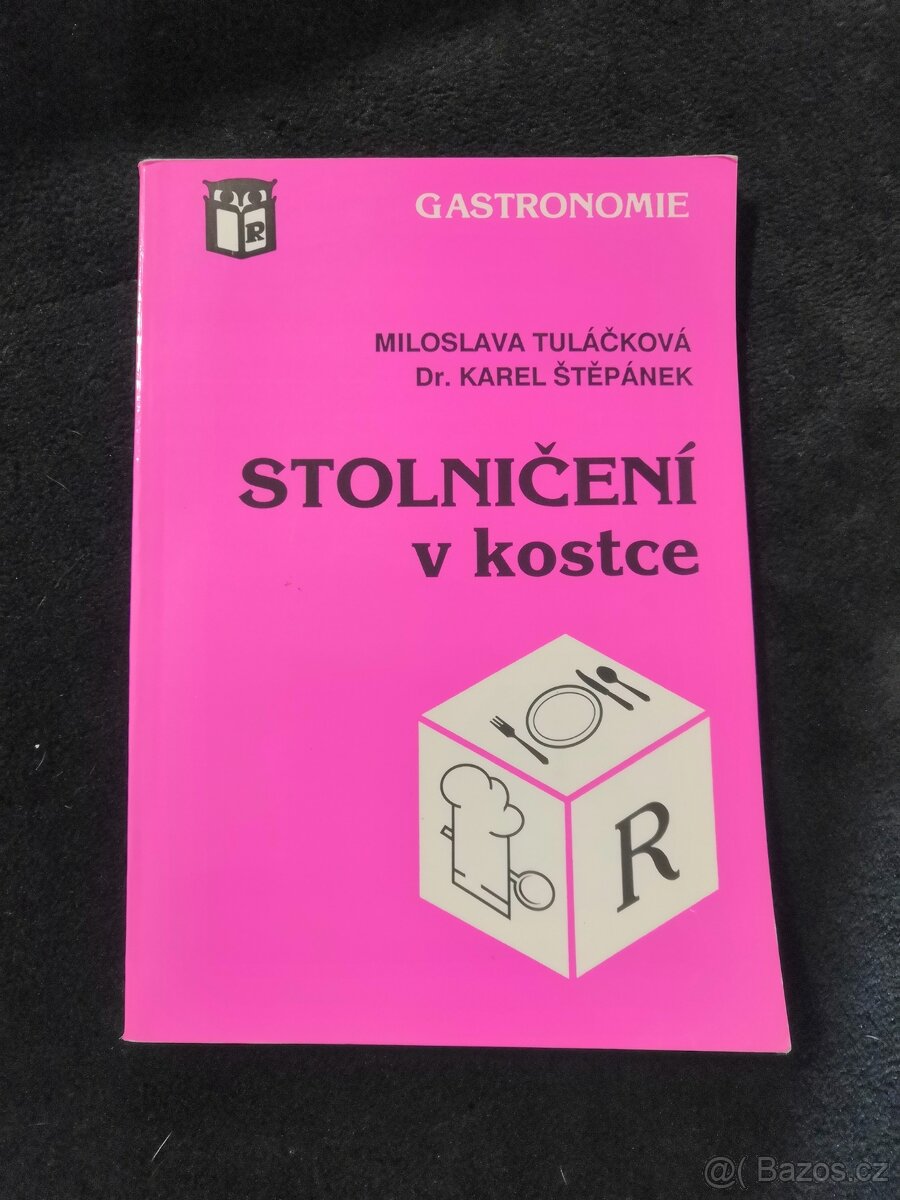 R
GASTRONOMIE
MILOSLAVA TULÁČKOVÁ
Dr. KAREL ŠTĚPÁNEK
STOLNIČENÍ
v kostce
R
@( Bazos.cz